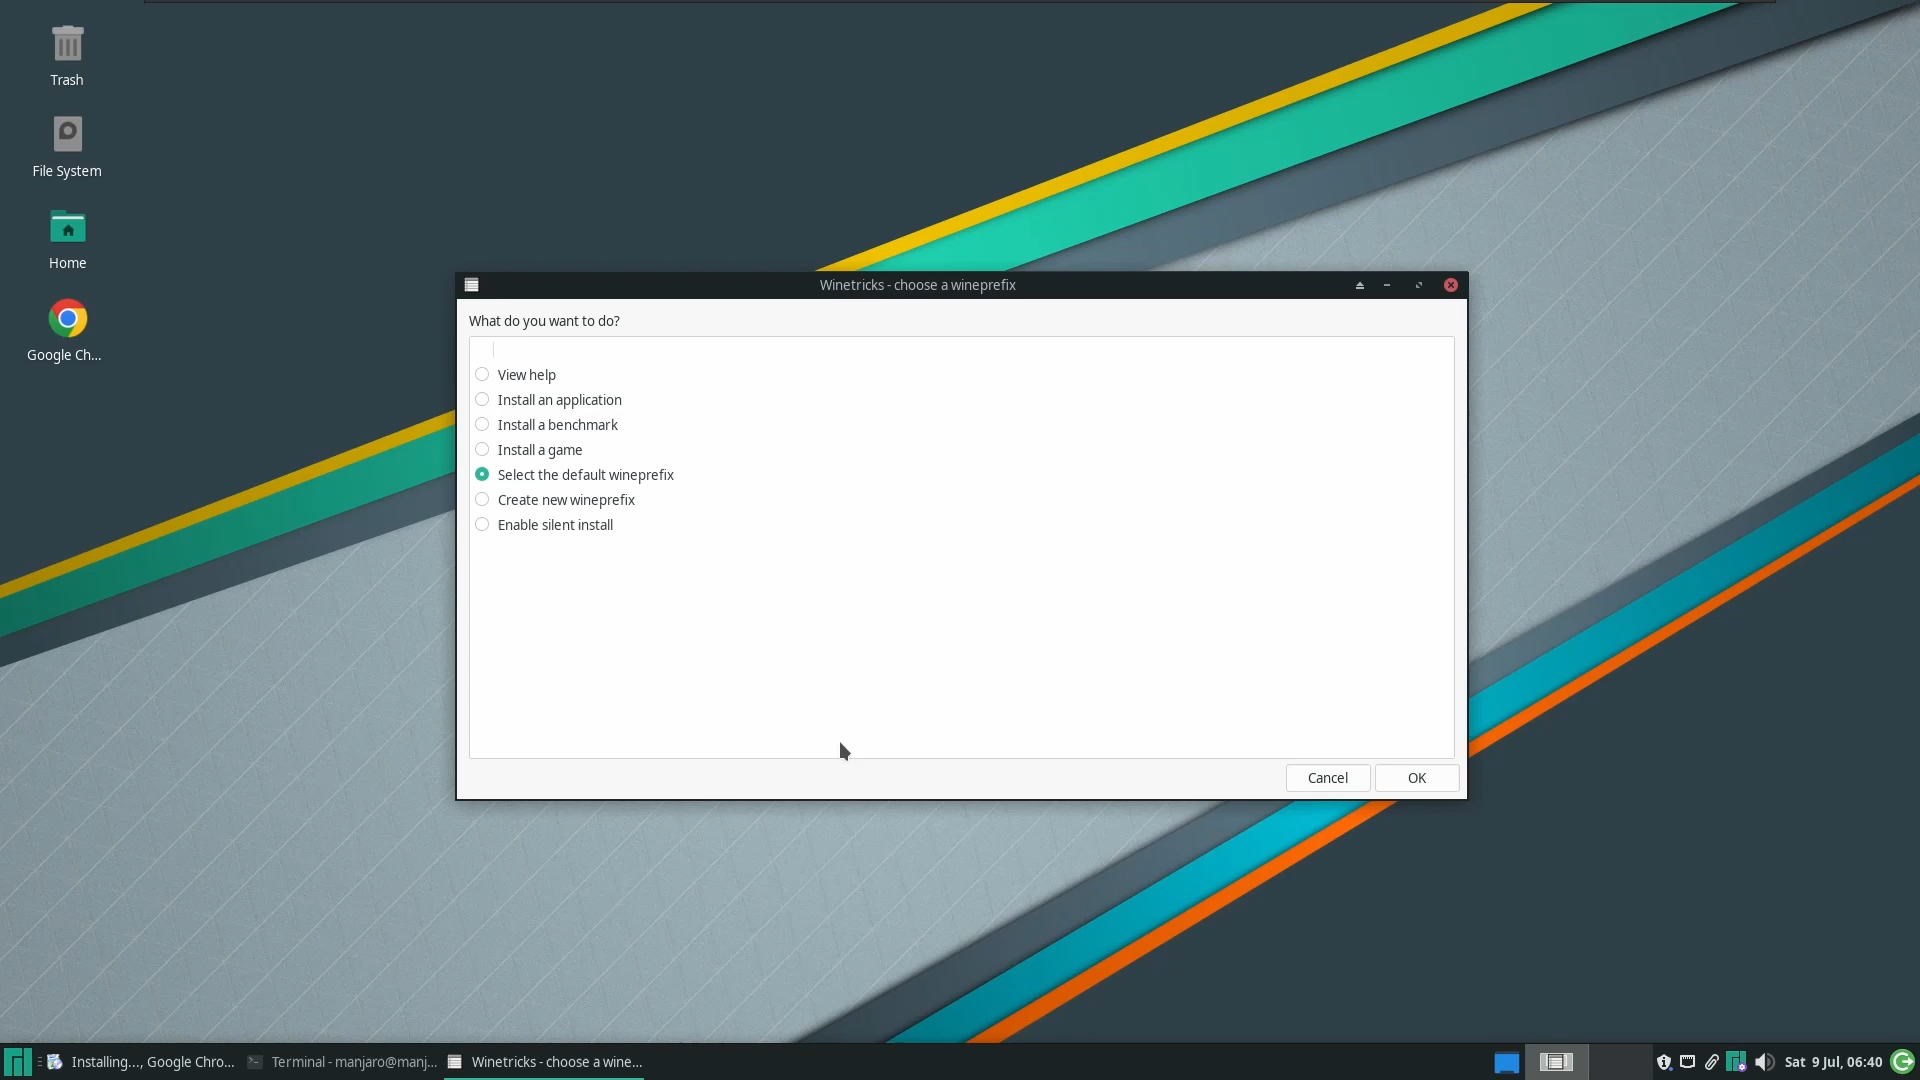 Trash
File System
Home
Google Ch...
Winetricks - choose a wineprefix
What do you want to do?
View help
Install an application
Install a benchmark
Install a game
Select the default wineprefix
Create new wineprefix
Enable silent install
Cancel
OK
Installing..., Google Chro...
Terminal - manjaro@manj...
Winetricks - choose a wine...
Sat 9 Jul, 06:40